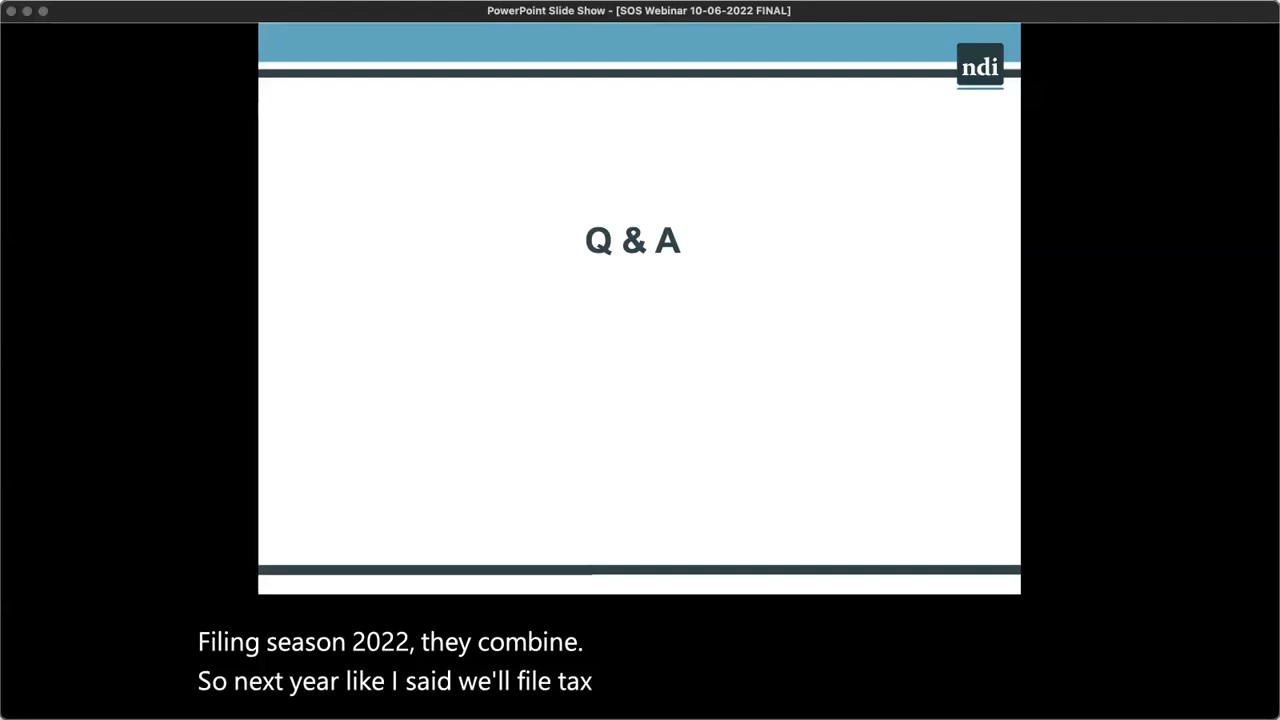 PowerPoint Slide Show - [SOS Webinar 10-06-2022 FINAL]
ndi
Q & A
Filing season 2022, they combine.
So next year like I said we'll file tax